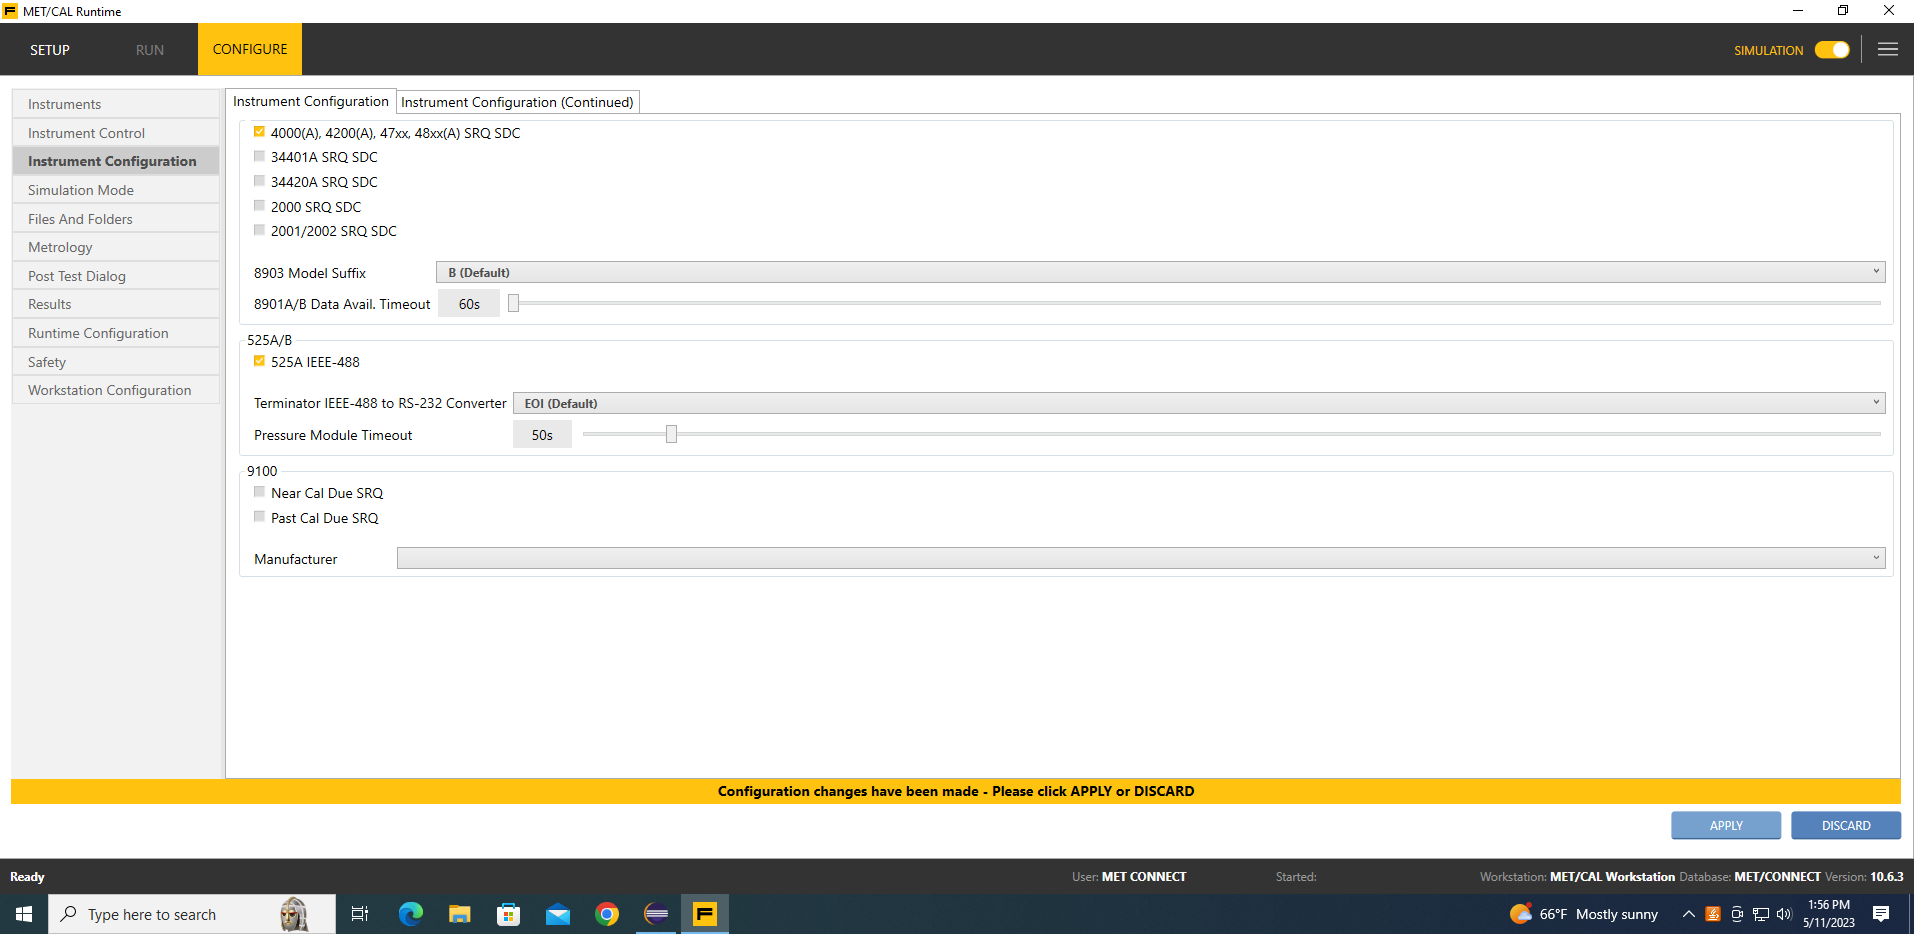 MET/CAL Runtime
SETUP RUN CONFIGURE SIMULATION
Instruments
Instrument Control
Instrument Configuration
Simulation Mode
Files And Folders
Metrology
Post Test Dialog
Results
Runtime Configuration
Safety
Workstation Configuration
Instrument Configuration Instrument Configuration (Continued)
4000(A), 4200(A), 47xx, 48xx(A) SRQ SDC
34401A SRQ SDC
34420A SRQ SDC
2000 SRQ SDC
2001/2002 SRQ SDC
8903 Model Suffix B (Default)
8901A/B Data Avail. Timeout 60s
525A/B
525A IEEE-488
Terminator IEEE-488 to RS-232 Converter EOI (Default)
Pressure Module Timeout 50s
9100
Near Cal Due SRQ
Past Cal Due SRQ
Manufacturer
Configuration changes have been made - Please click APPLY or DISCARD
APPLY DISCARD
Ready User: MET CONNECT Started: Workstation: MET/CAL Workstation Database: MET/CONNECT Version: 10.6.3
Type here to search 66°F Mostly sunny 1:56 PM
5/11/2023